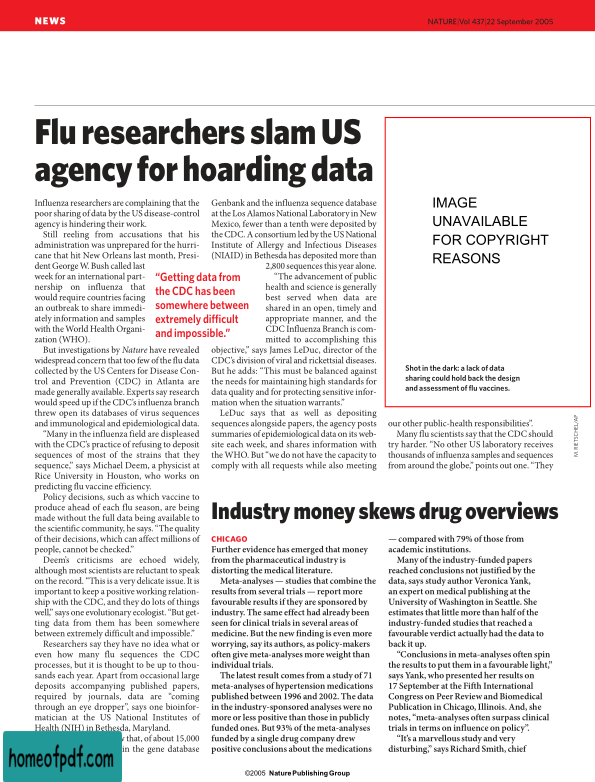 NEWS
NATURE|Vol 437|22 September 2005
Flu researchers slam US
agency for hoarding data
Influenza researchers are complaining that the
poor sharing of data by the US disease-control
agency is hindering their work.
Still reeling from accusations that his
administration was unprepared for the hurri-
cane that hit New Orleans last month, Presi-
dent George W. Bush called last
week for an international part-
nership on influenza that
would require countries facing
an outbreak to share immedi-
ately information and samples
with the World Health Organi-
zation (WHO).
But investigations by Nature have revealed
widespread concern that too few of the flu data
collected by the US Centers for Disease Con-
trol and Prevention (CDC) in Atlanta are
made generally available. Experts say research
would speed up if the CDC's influenza branch
threw open its databases of virus sequences
and immunological and epidemiological data.
"Many in the influenza field are displeased
with the CDC's practice of refusing to deposit
sequences of most of the strains that they
sequence," says Michael Deem, a physicist at
Rice University in Houston, who works on
predicting flu vaccine efficiency.
Policy decisions, such as which vaccine to
produce ahead of each flu season, are being
made without the full data being available to
the scientific community, he says. "The quality
of their decisions, which can affect millions of
people, cannot be checked."
Deem's criticisms are echoed widely,
although most scientists are reluctant to speak
on the record. "This is a very delicate issue. It is
important to keep a positive working relation-
ship with the CDC, and they do lots of things
well," says one evolutionary ecologist. "But get-
ting data from them has been somewhere
between extremely difficult and impossible."
Researchers say they have no idea what or
even how many flu sequences the CDC
processes, but it is thought to be up to thou-
sands each year. Apart from occasional large
deposits accompanying published papers,
required by journals, data are "coming
through an eye dropper", says one bioinfor-
matician at the US National Institutes of
Health (NIH) in Bethesda, Maryland.
that, of about 15,000
in the gene database
"Getting data from
the CDC has been
somewhere between
extremely difficult
and impossible."
Genbank and the influenza sequence database
at the Los Alamos National Laboratory in New
Mexico, fewer than a tenth were deposited by
the CDC. A consortium led by the US National
Institute of Allergy and Infectious Diseases
(NIAID) in Bethesda has deposited more than
2,800 sequences this year alone.
"The advancement of public
health and science is generally
best served when data are
shared in an open, timely and
appropriate manner, and the
CDC Influenza Branch is com-
mitted to accomplishing this
objective," says James LeDuc, director of the
CDC's division of viral and rickettsial diseases.
But he adds: "This must be balanced against
the needs for maintaining high standards for
data quality and for protecting sensitive infor-
mation when the situation warrants."
LeDuc says that as well as depositing
sequences alongside papers, the agency posts
summaries of epidemiological data on its web-
site each week, and shares information with
the WHO. But "we do not have the capacity to
comply with all requests while also meeting
IMAGE
UNAVAILABLE
FOR COPYRIGHT
REASONS
Shot in the dark: a lack of data
sharing could hold back the design
and assessment of flu vaccines.
M. RIETSCHEL/AP
our other public-health responsibilities".
Many flu scientists say that the CDC should
try harder. "No other US laboratory receives
thousands of influenza samples and sequences
from around the globe," points out one. "They
Industry money skews drug overviews
CHICAGO
Further evidence has emerged that money
from the pharmaceutical industry is
distorting the medical literature.
Meta-analyses — studies that combine the
results from several trials — report more
favourable results if they are sponsored by
industry. The same effect had already been
seen for clinical trials in several areas of
medicine. But the new finding is even more
worrying, say its authors, as policy-makers
often give meta-analyses more weight than
individual trials.
The latest result comes from a study of 71
meta-analyses of hypertension medications
published between 1996 and 2002. The data
in the industry-sponsored analyses were no
more or less positive than those in publicly
funded ones. But 93% of the meta-analyses
funded by a single drug company drew
positive conclusions about the medications
— compared with 79% of those from
academic institutions.
Many of the industry-funded papers
reached conclusions not justified by the
data, says study author Veronica Yank,
an expert on medical publishing at the
University of Washington in Seattle. She
estimates that little more than half of the
industry-funded studies that reached a
favourable verdict actually had the data to
back it up.
"Conclusions in meta-analyses often spin
the results to put them in a favourable light,"
says Yank, who presented her results on
17 September at the Fifth International
Congress on Peer Review and Biomedical
Publication in Chicago, Illinois. And, she
notes, "meta-analyses often surpass clinical
trials in terms on influence on policy".
"It's a marvellous study and very
disturbing," says Richard Smith, chief
homeofpdf.com
©2005 Nature Publishing Group